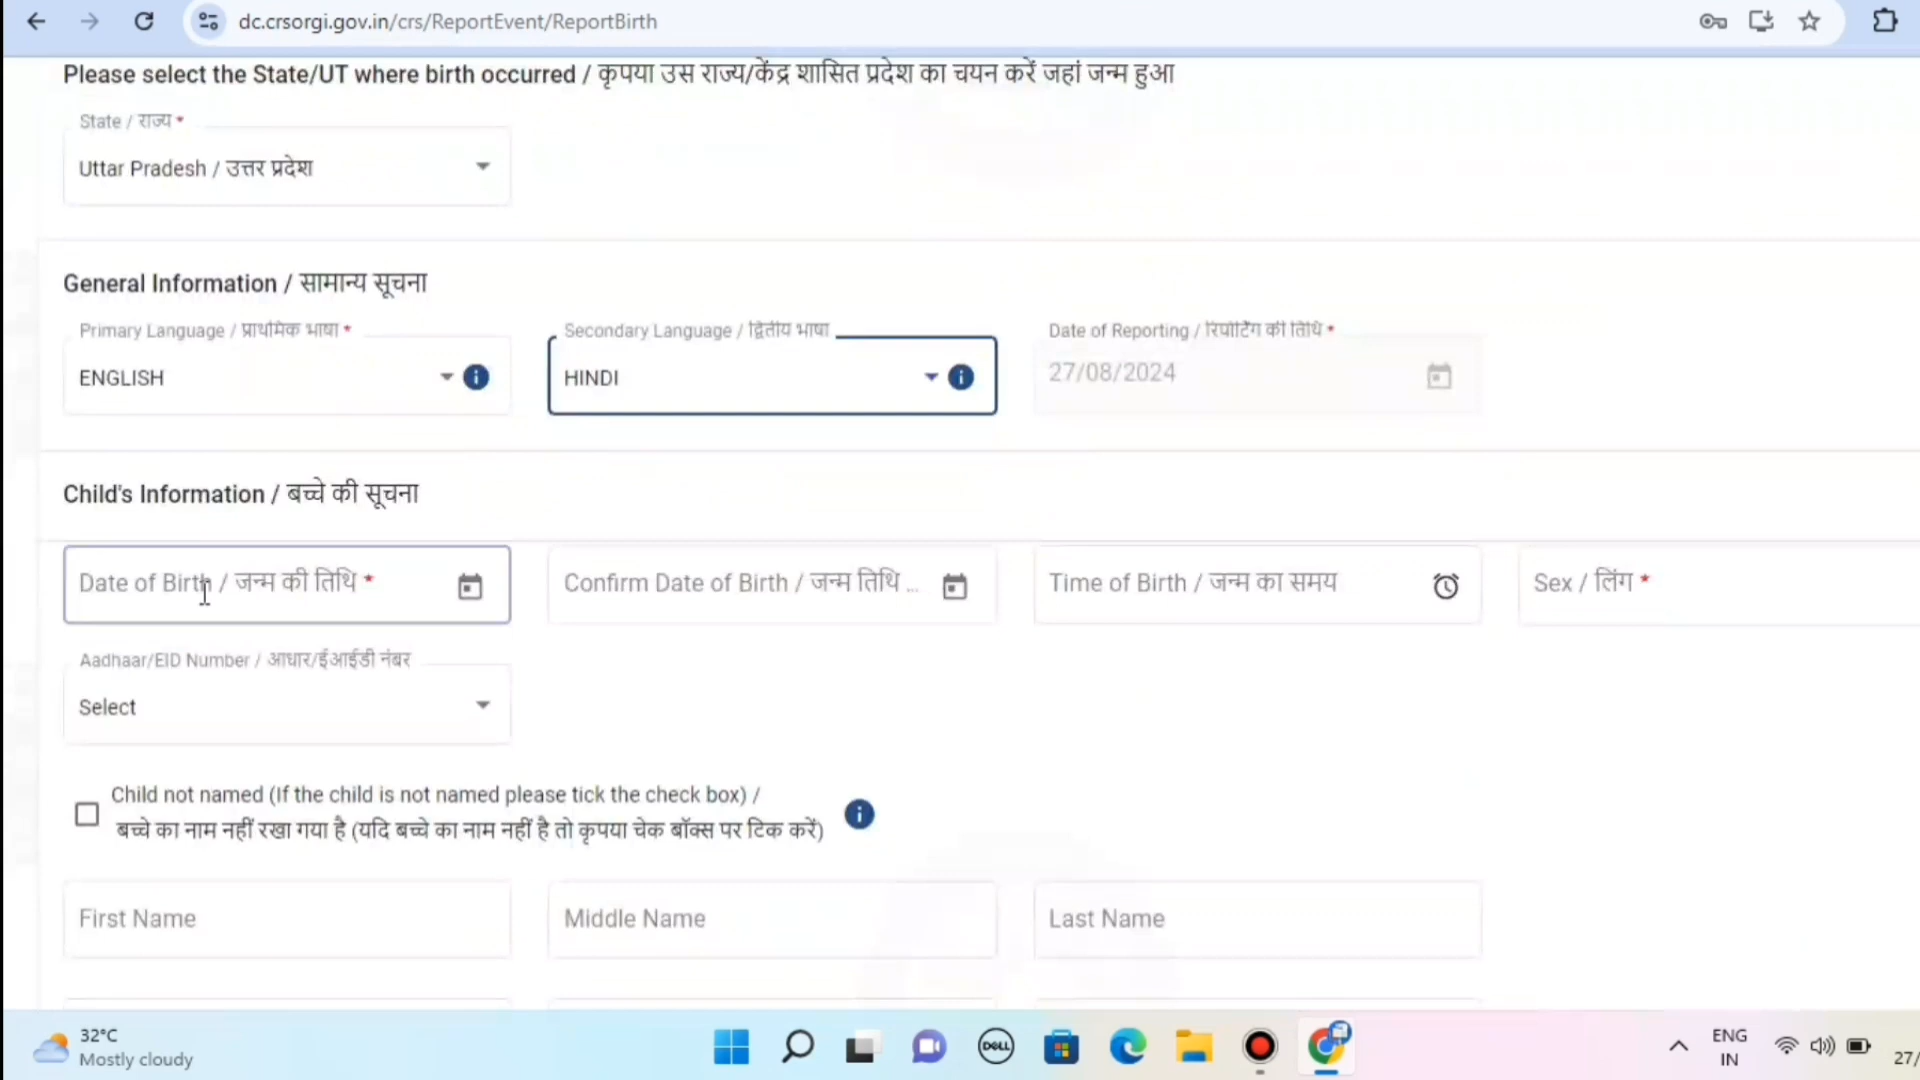 dc.crsorgi.gov.in/crs/ReportEvent/ReportBirth
Please select the State/UT where birth occurred / कृपया उस राज्य/केंद्र शासित प्रदेश का चयन करें जहां जन्म हुआ
State / राज्य *
Uttar Pradesh / उत्तर प्रदेश
General Information / सामान्य सूचना
Primary Language / प्राथमिक भाषा *
Secondary Language / द्वितीय भाषा
Date of Reporting / रिपोर्टिंग की तिथि *
ENGLISH
HINDI
27/08/2024
Child's Information / बच्चे की सूचना
Date of Birth / जन्म की तिथि *
Confirm Date of Birth / जन्म तिथि ...
Time of Birth / जन्म का समय
Sex / लिंग *
Aadhaar/EID Number / आधार/ईआईडी नंबर
Select
Child not named (If the child is not named please tick the check box) /
बच्चे का नाम नहीं रखा गया है (यदि बच्चे का नाम नहीं है तो कृपया चेक बॉक्स पर टिक करें)
First Name
Middle Name
Last Name
32°C
Mostly cloudy
DELL
ENG
IN
27/